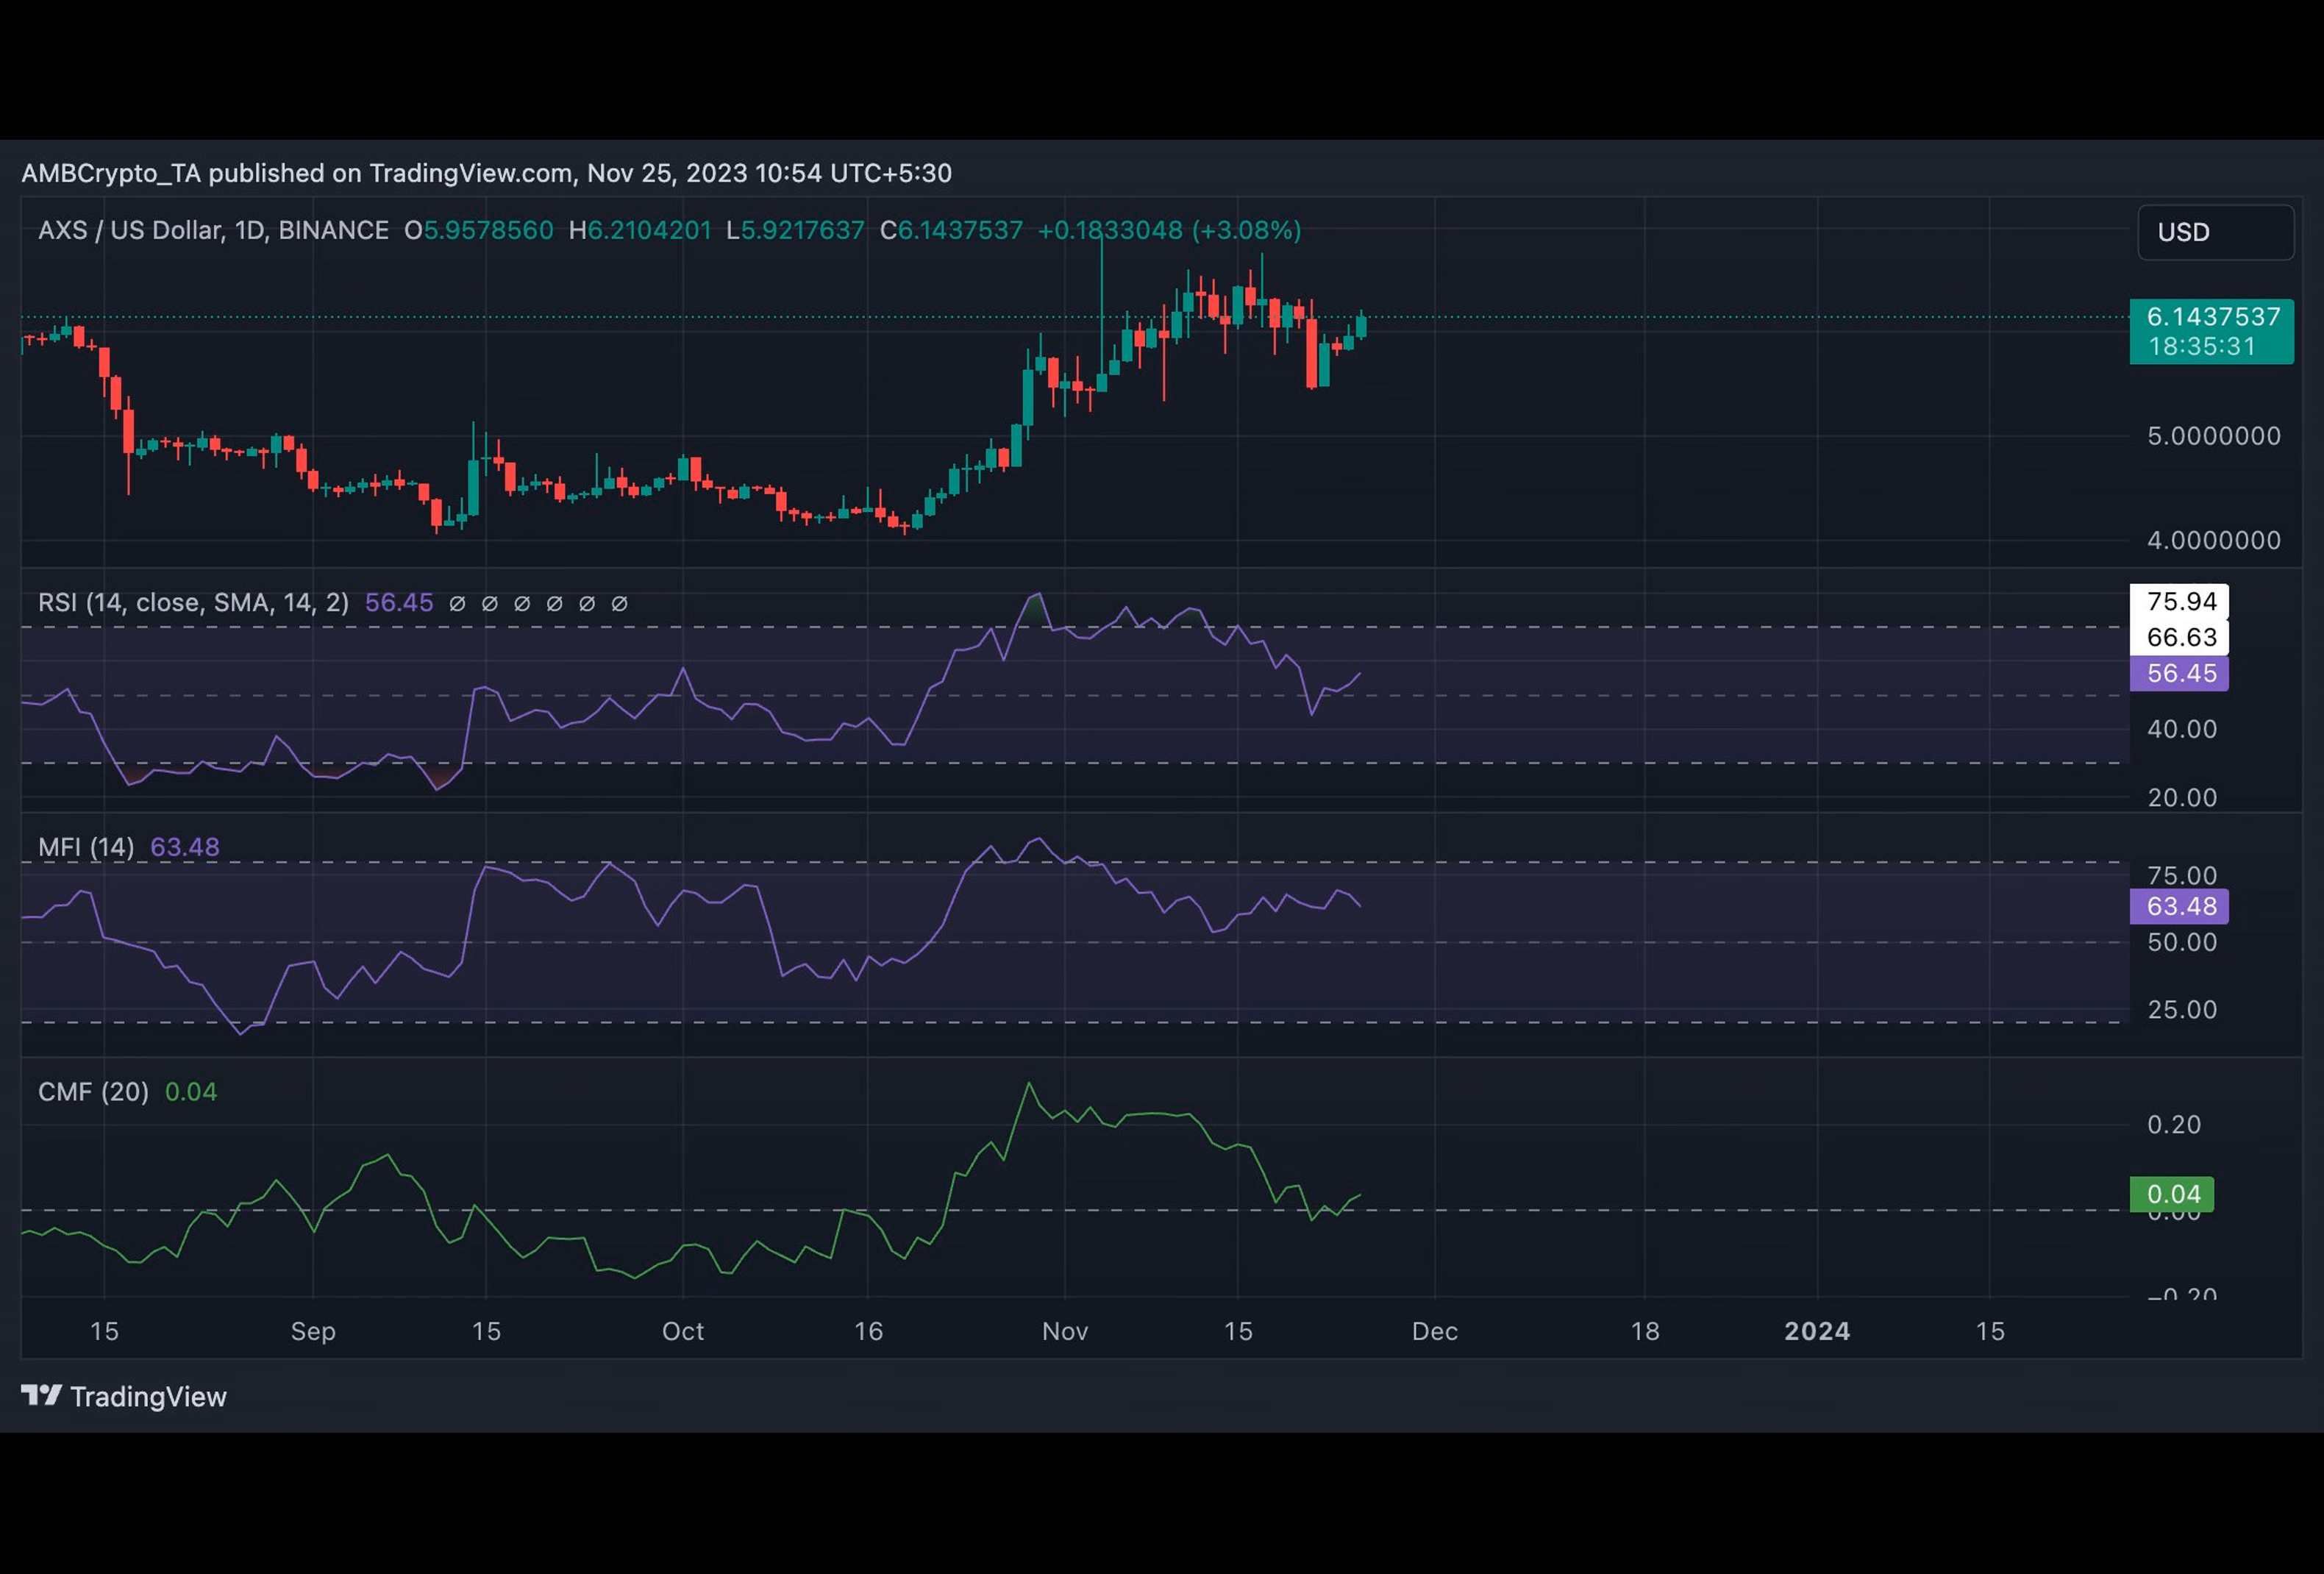 AMBCrypto_TA published on TradingView.com, Nov 25, 2023 10:54 UTC+5:30
AXS / US Dollar, 1D, BINANCE O5.9578560 H6.2104201 L5.9217637 C6.1437537 +0.1833048 (+3.08%)
USD
6.1437537
18:35:31
5.0000000
4.0000000
RSI (14, close, SMA, 14, 2) 56.45 ∅ ∅ ∅ ∅ ∅ ∅
75.94
66.63
56.45
40.00
20.00
MFI (14) 63.48
75.00
63.48
50.00
25.00
CMF (20) 0.04
0.20
0.04
0.00
−0.20
15 Sep 15 Oct 16 Nov 15 Dec 18 2024 15
TradingView